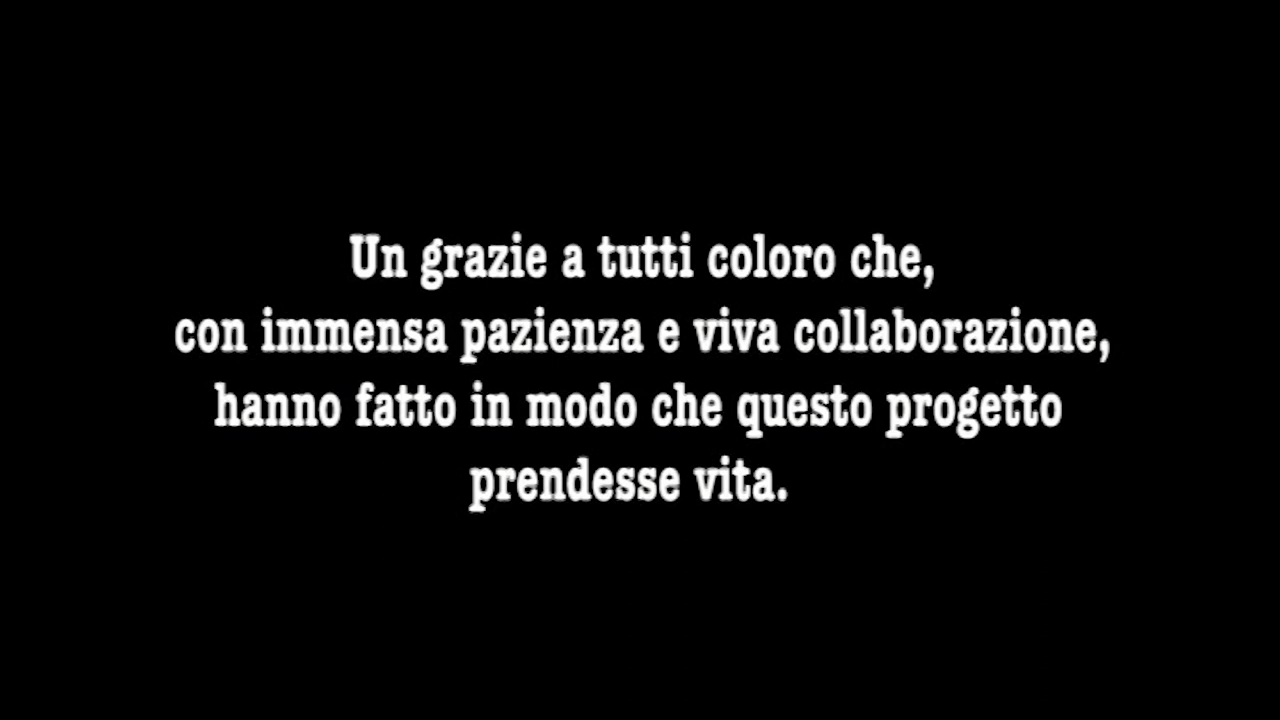 Un grazie a tutti coloro che,
con immensa pazienza e viva collaborazione,
hanno fatto in modo che questo progetto
prendesse vita.